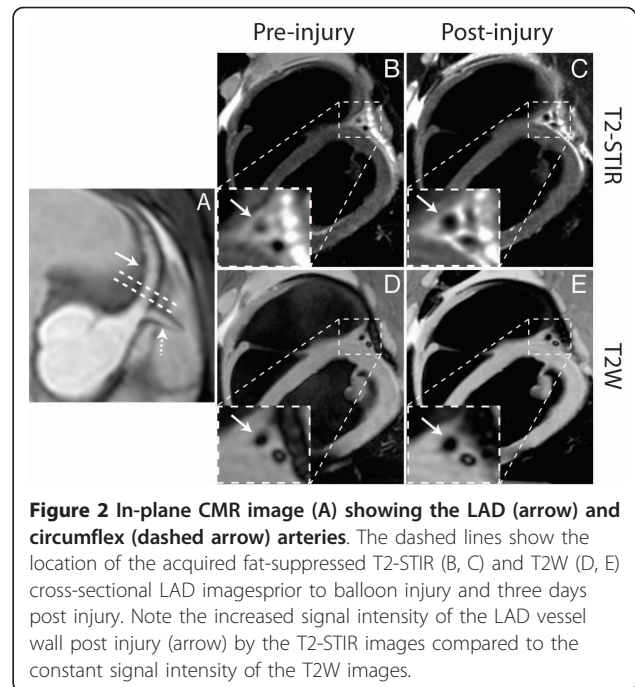 Pre-injury Post-injury
B
C
T2-STIR
A
D
E
T2W
Figure 2 In-plane CMR image (A) showing the LAD (arrow) and
circumflex (dashed arrow) arteries. The dashed lines show the
location of the acquired fat-suppressed T2-STIR (B, C) and T2W (D, E)
cross-sectional LAD imagesprior to balloon injury and three days
post injury. Note the increased signal intensity of the LAD vessel
wall post injury (arrow) by the T2-STIR images compared to the
constant signal intensity of the T2W images.